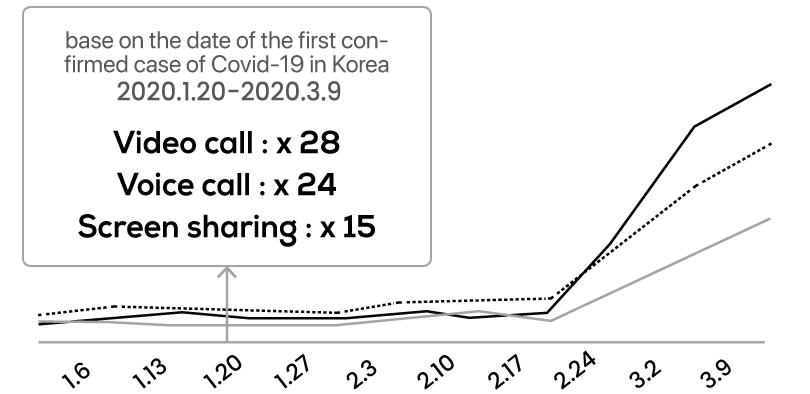 base on the date of the first con-
firmed case of Covid-19 in Korea
2020.1.20-2020.3.9
Video call : x 28
Voice call : x 24
Screen sharing : x 15
1.6 1.13 1.20 1.27 2.3 2.10 2.17 2.24 3.2 3.9